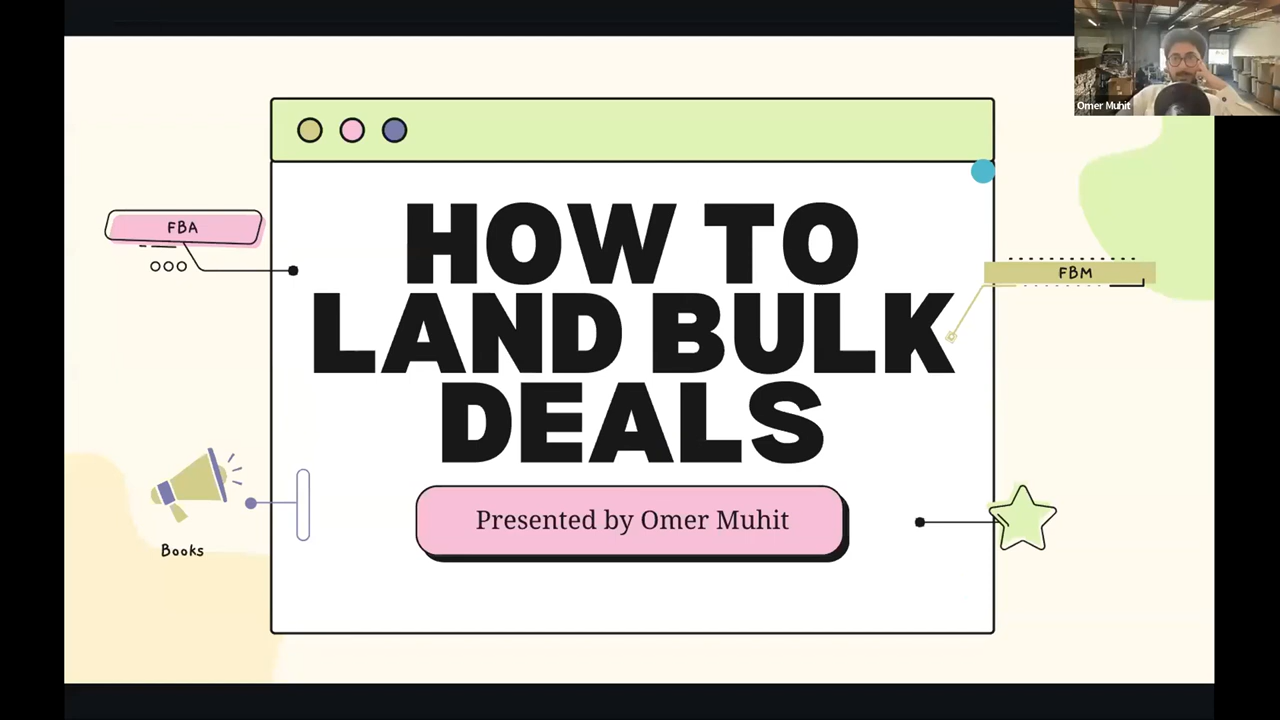 Omer Muhit
FBA
HOW TO
LAND BULK
DEALS
FBM
Presented by Omer Muhit
Books